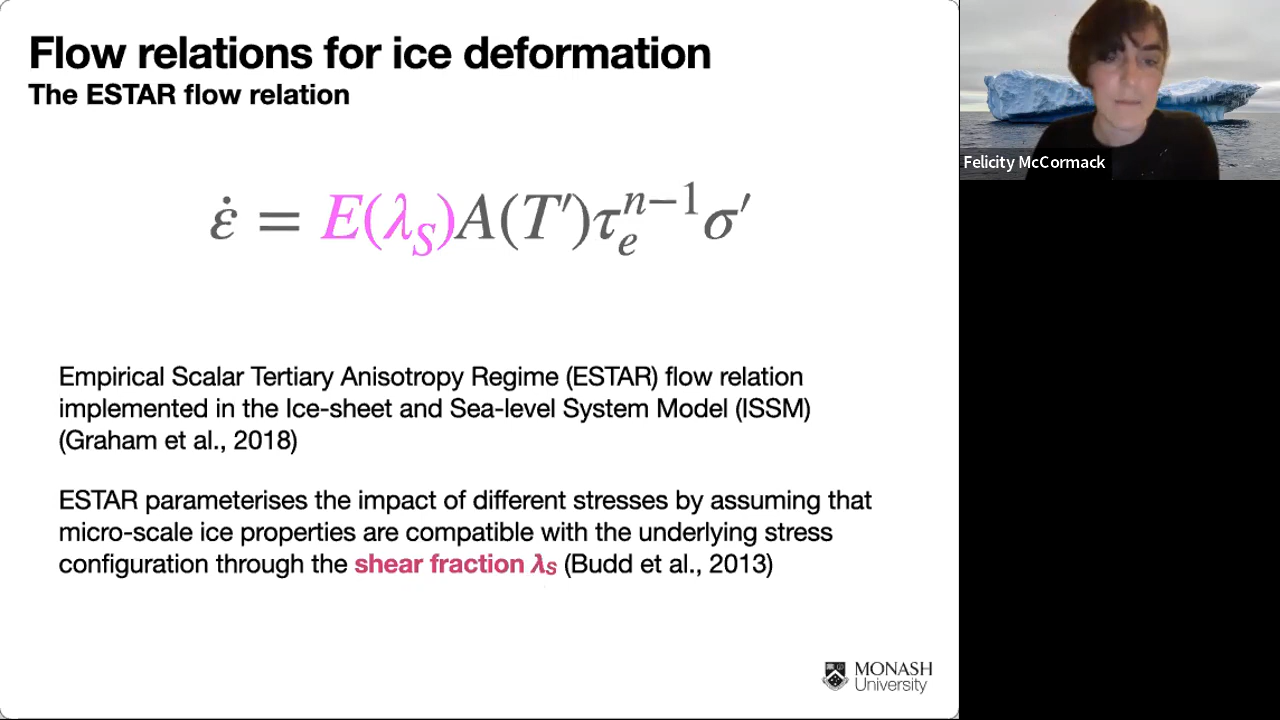 Flow relations for ice deformation
The ESTAR flow relation
ε̇ = E(λ_S)A(T′)τ_e^{n−1}σ′
Empirical Scalar Tertiary Anisotropy Regime (ESTAR) flow relation
implemented in the Ice-sheet and Sea-level System Model (ISSM)
(Graham et al., 2018)
ESTAR parameterises the impact of different stresses by assuming that
micro-scale ice properties are compatible with the underlying stress
configuration through the shear fraction λ_S (Budd et al., 2013)
MONASH
University
Felicity McCormack